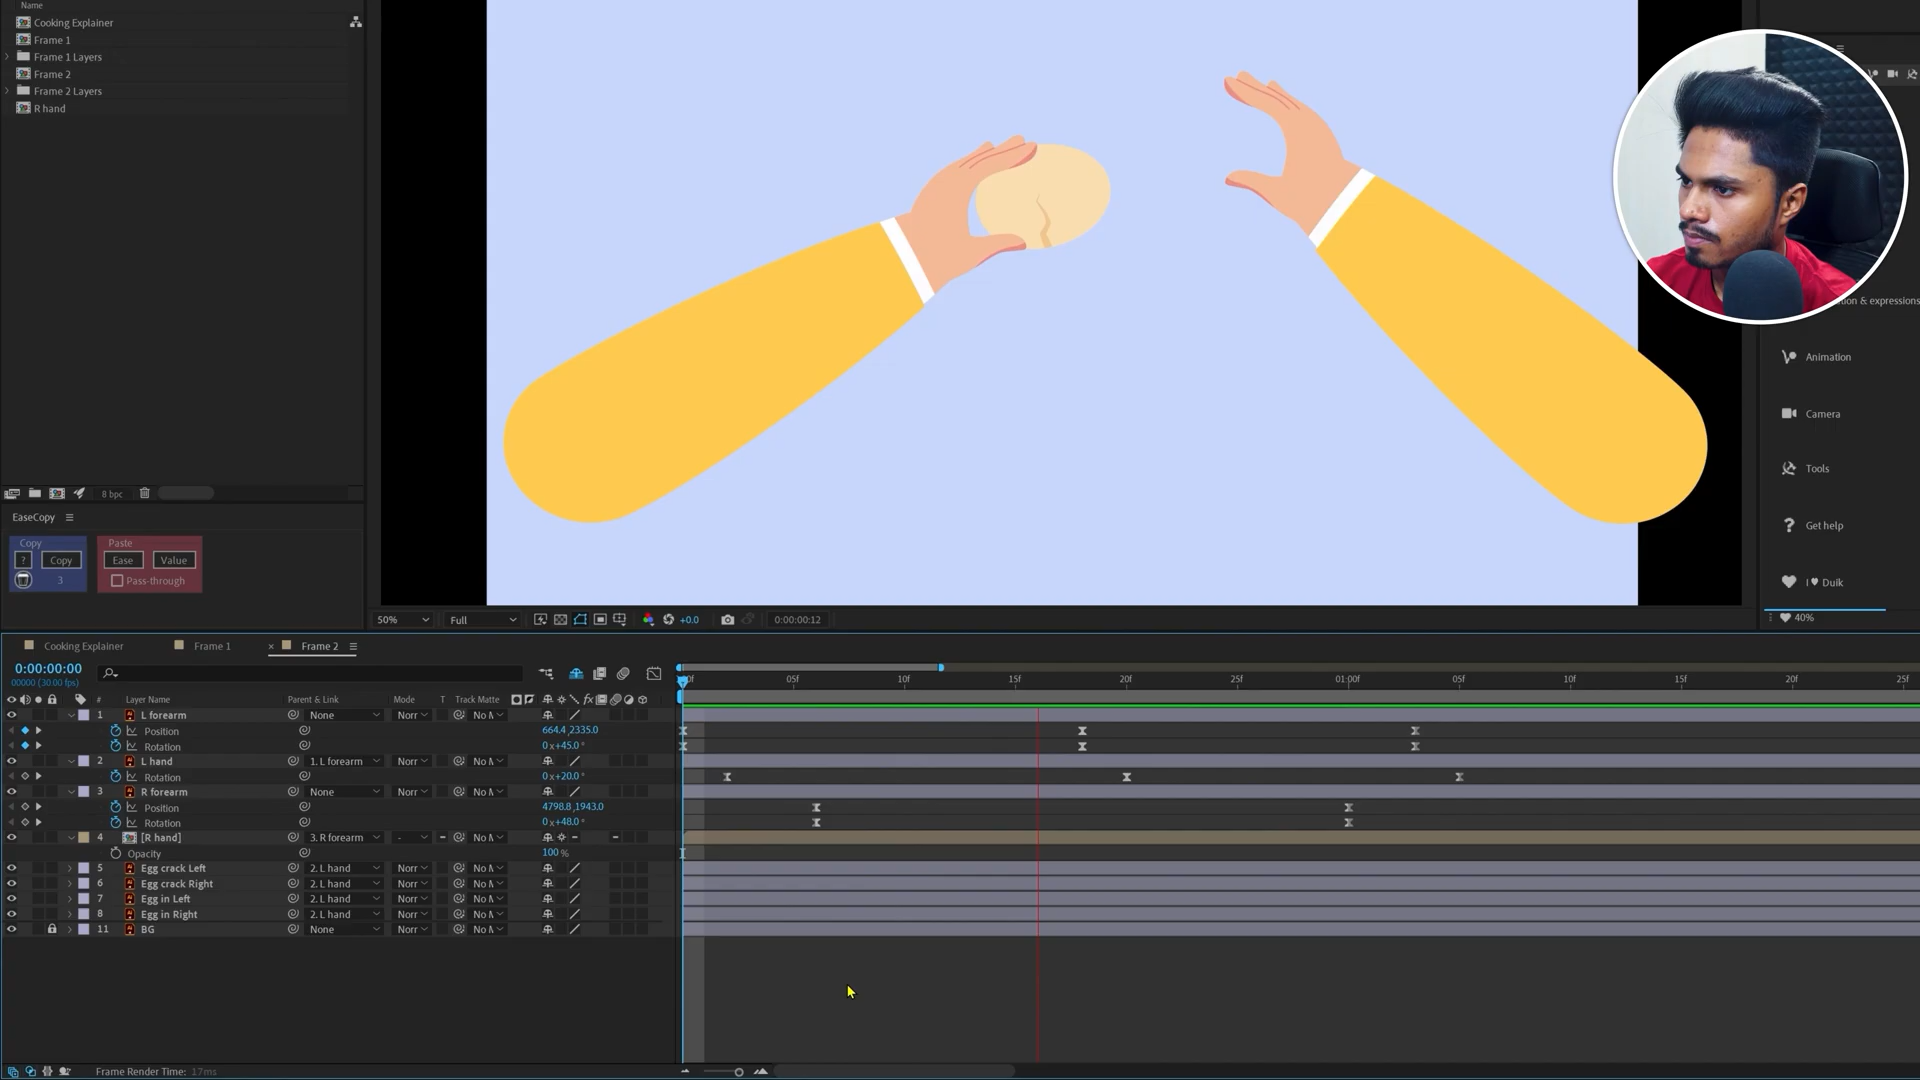 Name
Cooking Explainer
Frame 1
Frame 1 Layers
Frame 2
Frame 2 Layers
R hand
8 bpc
EaseCopy
Copy
Paste
? Copy Ease Value
3 Pass-through
tion & expressions
Animation
Camera
Tools
Get help
I ♥ Duik
40%
50% Full +0.0 0:00:00:12
Cooking Explainer Frame 1 × Frame 2
0:00:00:00
00000 (30.00 fps)
05f 10f 15f 20f 25f 01:00f 05f 10f 15f 20f 25f
# Layer Name Parent & Link Mode T Track Matte fx
1 L forearm None Norr No M
Position 664.4,2335.0
Rotation 0x+45.0°
2 L hand 1. L forearm Norr No M
Rotation 0x+20.0°
3 R forearm None Norr No M
Position 4798.8,1943.0
Rotation 0x+48.0°
4 [R hand] 3. R forearm - No M
Opacity 100%
5 Egg crack Left 2. L hand Norr No M
6 Egg crack Right 2. L hand Norr No M
7 Egg in Left 2. L hand Norr No M
8 Egg in Right 2. L hand Norr No M
11 BG None Norr No M
Frame Render Time: 17ms